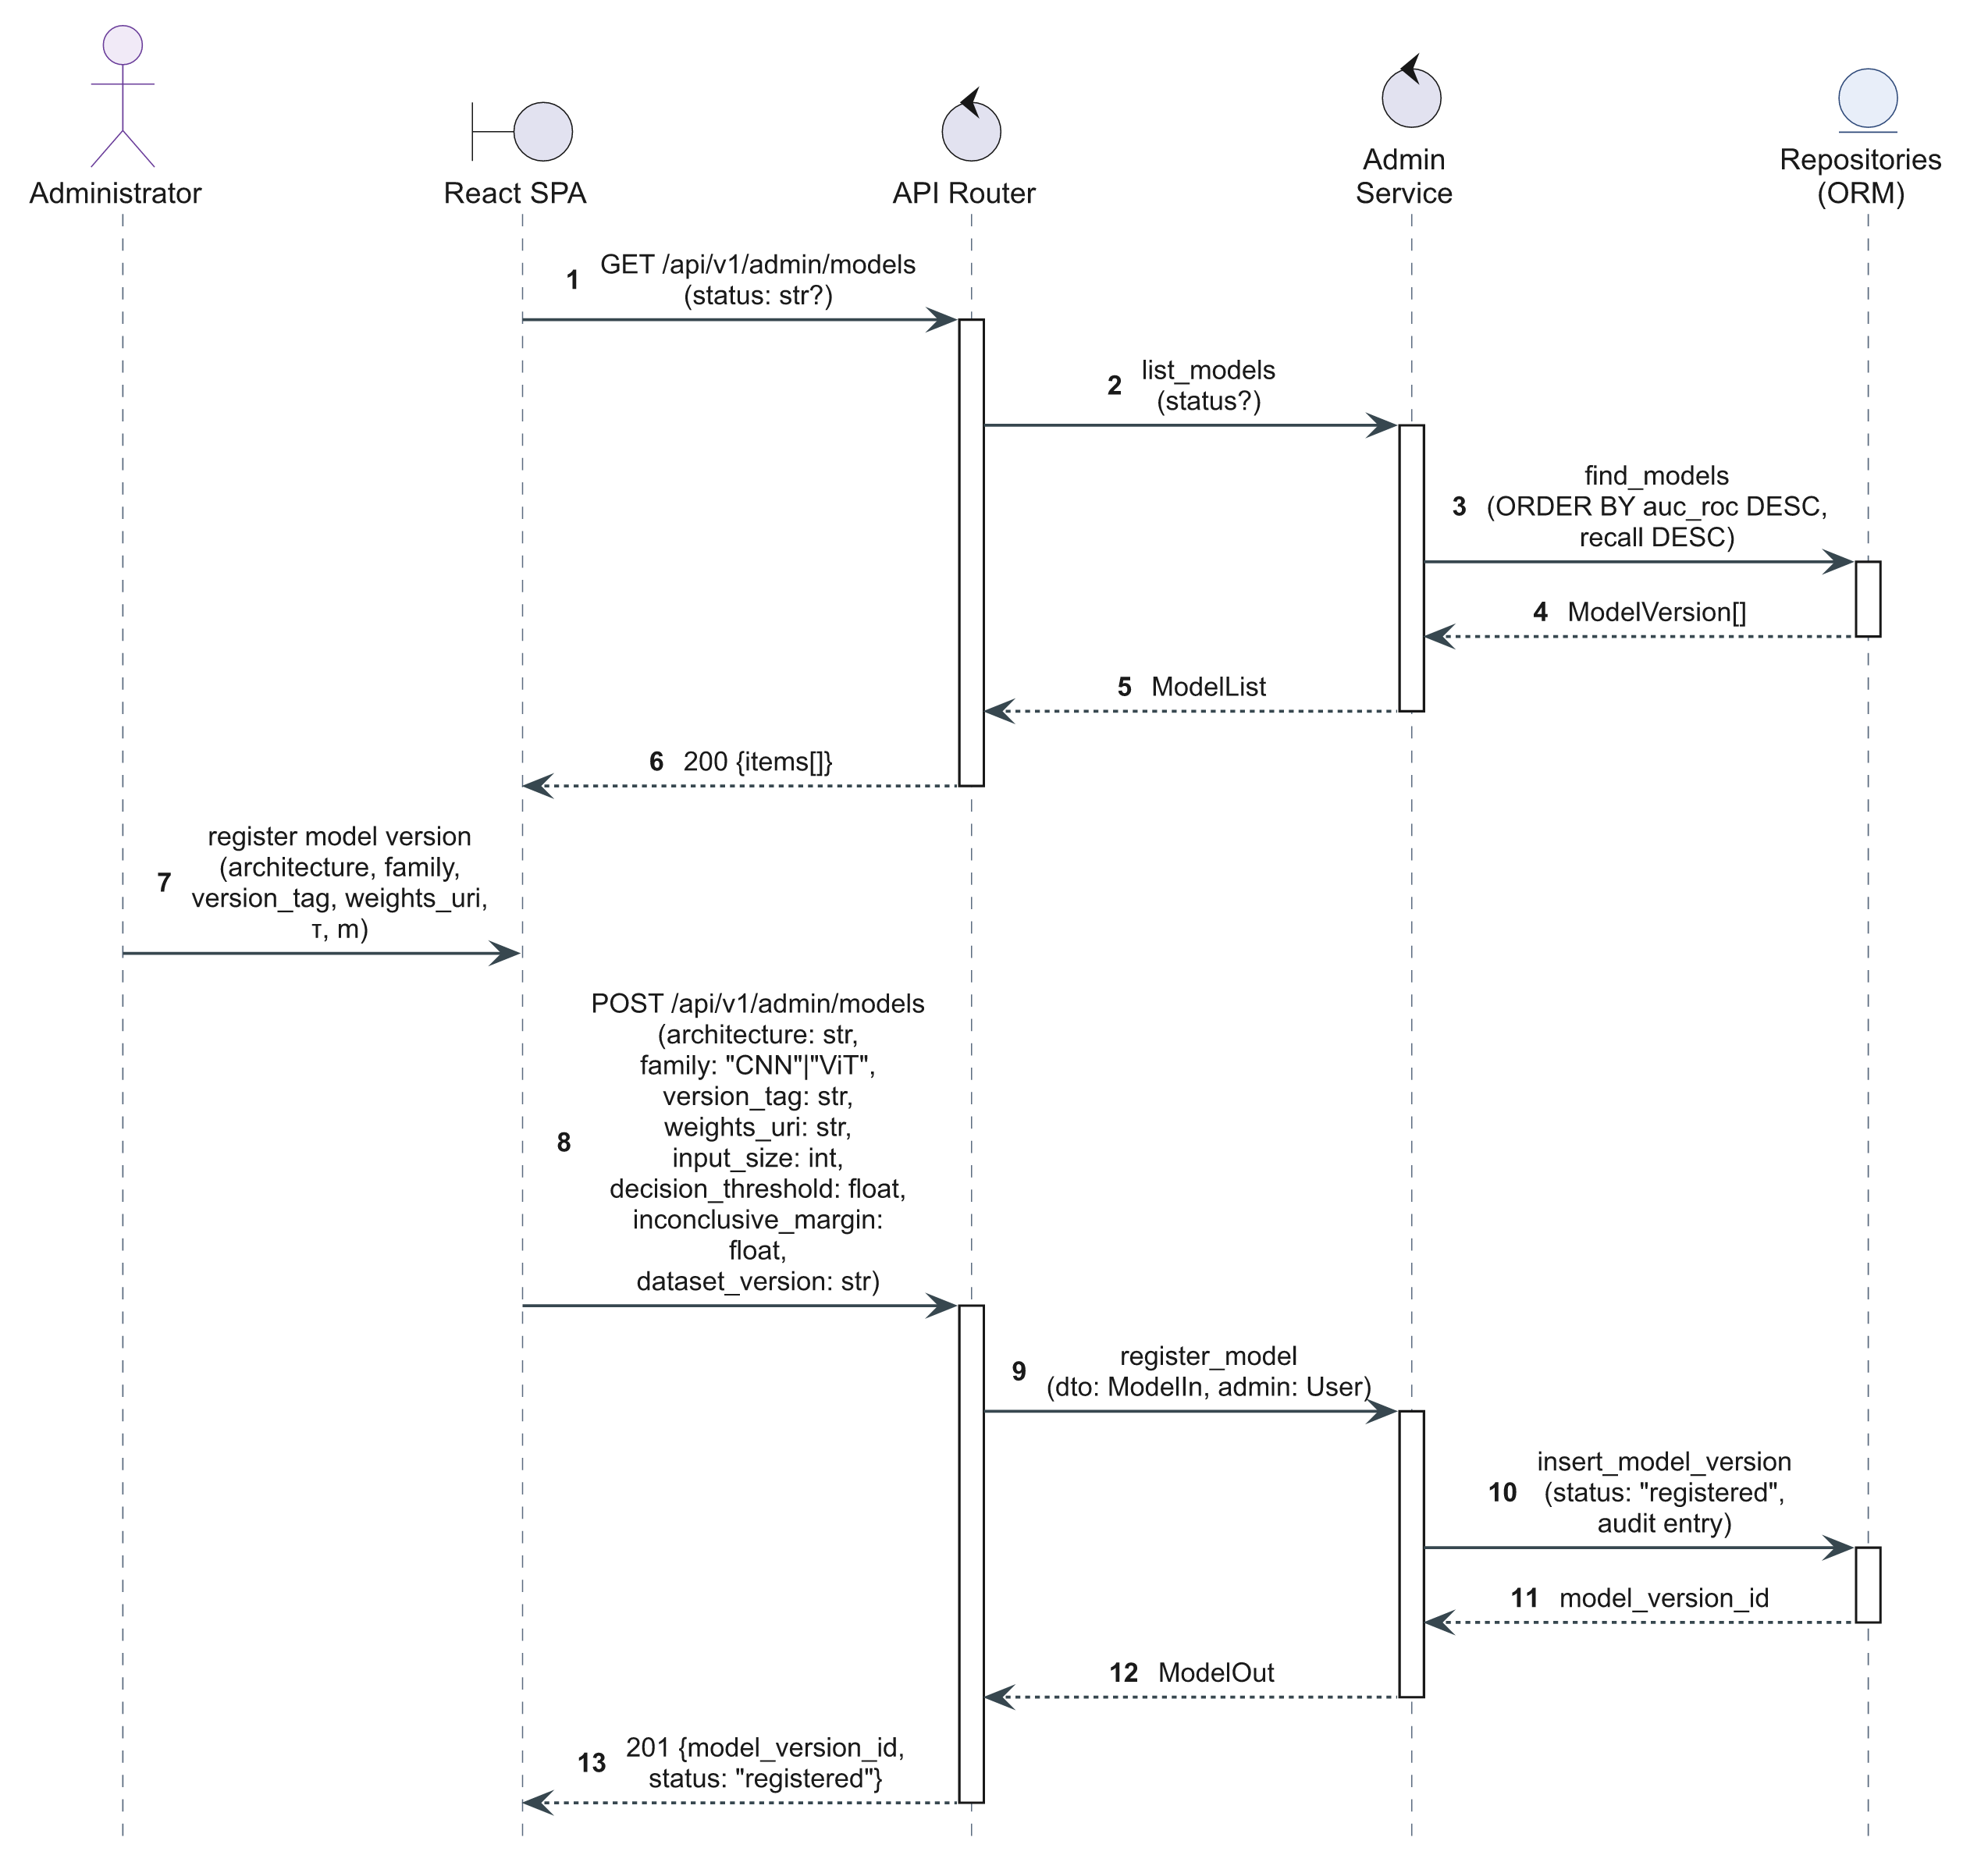 Administrator
React SPA
API Router
Admin
Service
Repositories
(ORM)
1
GET /api/v1/admin/models
(status: str?)
2
list_models
(status?)
3
find_models
(ORDER BY auc_roc DESC,
recall DESC)
4 ModelVersion[]
5 ModelList
6 200 {items[]}
7
register model version
(architecture, family,
version_tag, weights_uri,
τ, m)
8
POST /api/v1/admin/models
(architecture: str,
family: "CNN"|"ViT",
version_tag: str,
weights_uri: str,
input_size: int,
decision_threshold: float,
inconclusive_margin:
float,
dataset_version: str)
9
register_model
(dto: ModelIn, admin: User)
10
insert_model_version
(status: "registered",
audit entry)
11 model_version_id
12 ModelOut
13
201 {model_version_id,
status: "registered"}